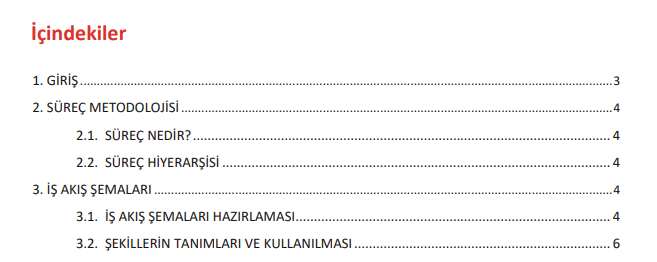 İçindekiler
1. GİRİŞ........................................................................................................................3
2. SÜREÇ METODOLOJİSİ................................................................................................4
2.1. SÜREÇ NEDİR?........................................................................................................4
2.2. SÜREÇ HİYERARŞİSİ ................................................................................................4
3. İŞ AKIŞ ŞEMALARI......................................................................................................4
3.1. İŞ AKIŞ ŞEMALARI HAZIRLAMASI..............................................................................4
3.2. ŞEKİLLERİN TANIMLARI VE KULLANILMASI ................................................................6